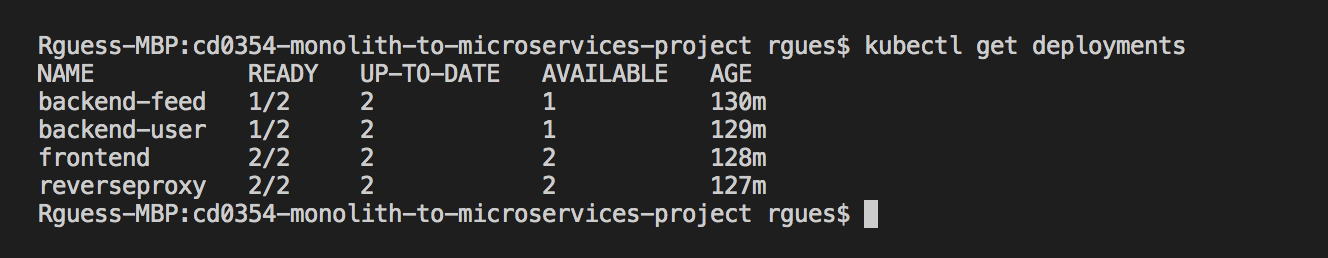 Rguess-MBP:cd0354-monolith-to-microservices-project rgues$ kubectl get deployments
NAME READY UP-TO-DATE AVAILABLE AGE
backend-feed 1/2 2 1 130m
backend-user 1/2 2 1 129m
frontend 2/2 2 2 128m
reverseproxy 2/2 2 2 127m
Rguess-MBP:cd0354-monolith-to-microservices-project rgues$